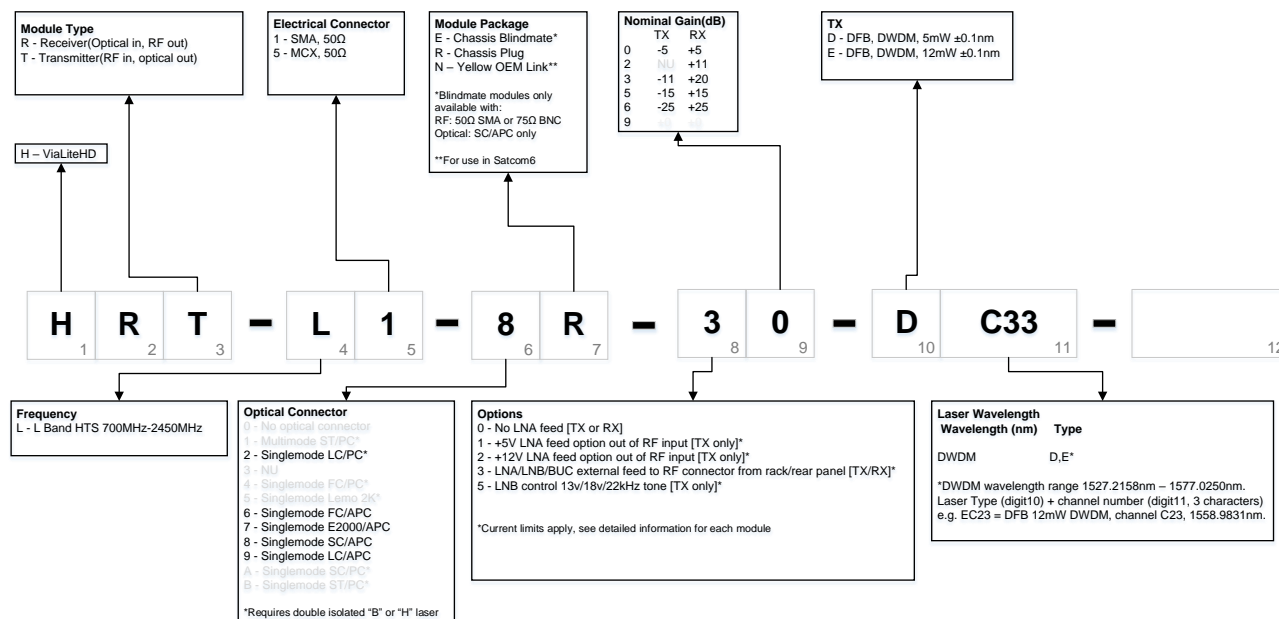 Module Type
R - Receiver(Optical in, RF out)
T - Transmitter(RF in, optical out)
Electrical Connector
1 - SMA, 50Ω
5 - MCX, 50Ω
Module Package
E - Chassis Blindmate*
R - Chassis Plug
N – Yellow OEM Link**
*Blindmate modules only
available with:
RF: 50Ω SMA or 75Ω BNC
Optical: SC/APC only
**For use in Satcom6
Nominal Gain(dB)
TX RX
0 -5 +5
2 NU +11
3 -11 +20
5 -15 +15
6 -25 +25
9 ±0 ±0
TX
D - DFB, DWDM, 5mW ±0.1nm
E - DFB, DWDM, 12mW ±0.1nm
H – ViaLiteHD
H R T - L 1 - 8 R - 3 0 - D C33 -
1 2 3 4 5 6 7 8 9 10 11 12
Frequency
L - L Band HTS 700MHz-2450MHz
Optical Connector
0 - No optical connector
1 - Multimode ST/PC*
2 - Singlemode LC/PC*
3 - NU
4 - Singlemode FC/PC*
5 - Singlemode Lemo 2K*
6 - Singlemode FC/APC
7 - Singlemode E2000/APC
8 - Singlemode SC/APC
9 - Singlemode LC/APC
A - Singlemode SC/PC*
B - Singlemode ST/PC*
*Requires double isolated “B” or “H” laser
Options
0 - No LNA feed [TX or RX]
1 - +5V LNA feed option out of RF input [TX only]*
2 - +12V LNA feed option out of RF input [TX only]*
3 - LNA/LNB/BUC external feed to RF connector from rack/rear panel [TX/RX]*
5 - LNB control 13v/18v/22kHz tone [TX only]*
*Current limits apply, see detailed information for each module
Laser Wavelength
Wavelength (nm) Type
DWDM D,E*
*DWDM wavelength range 1527.2158nm – 1577.0250nm.
Laser Type (digit10) + channel number (digit11, 3 characters)
e.g. EC23 = DFB 12mW DWDM, channel C23, 1558.9831nm.